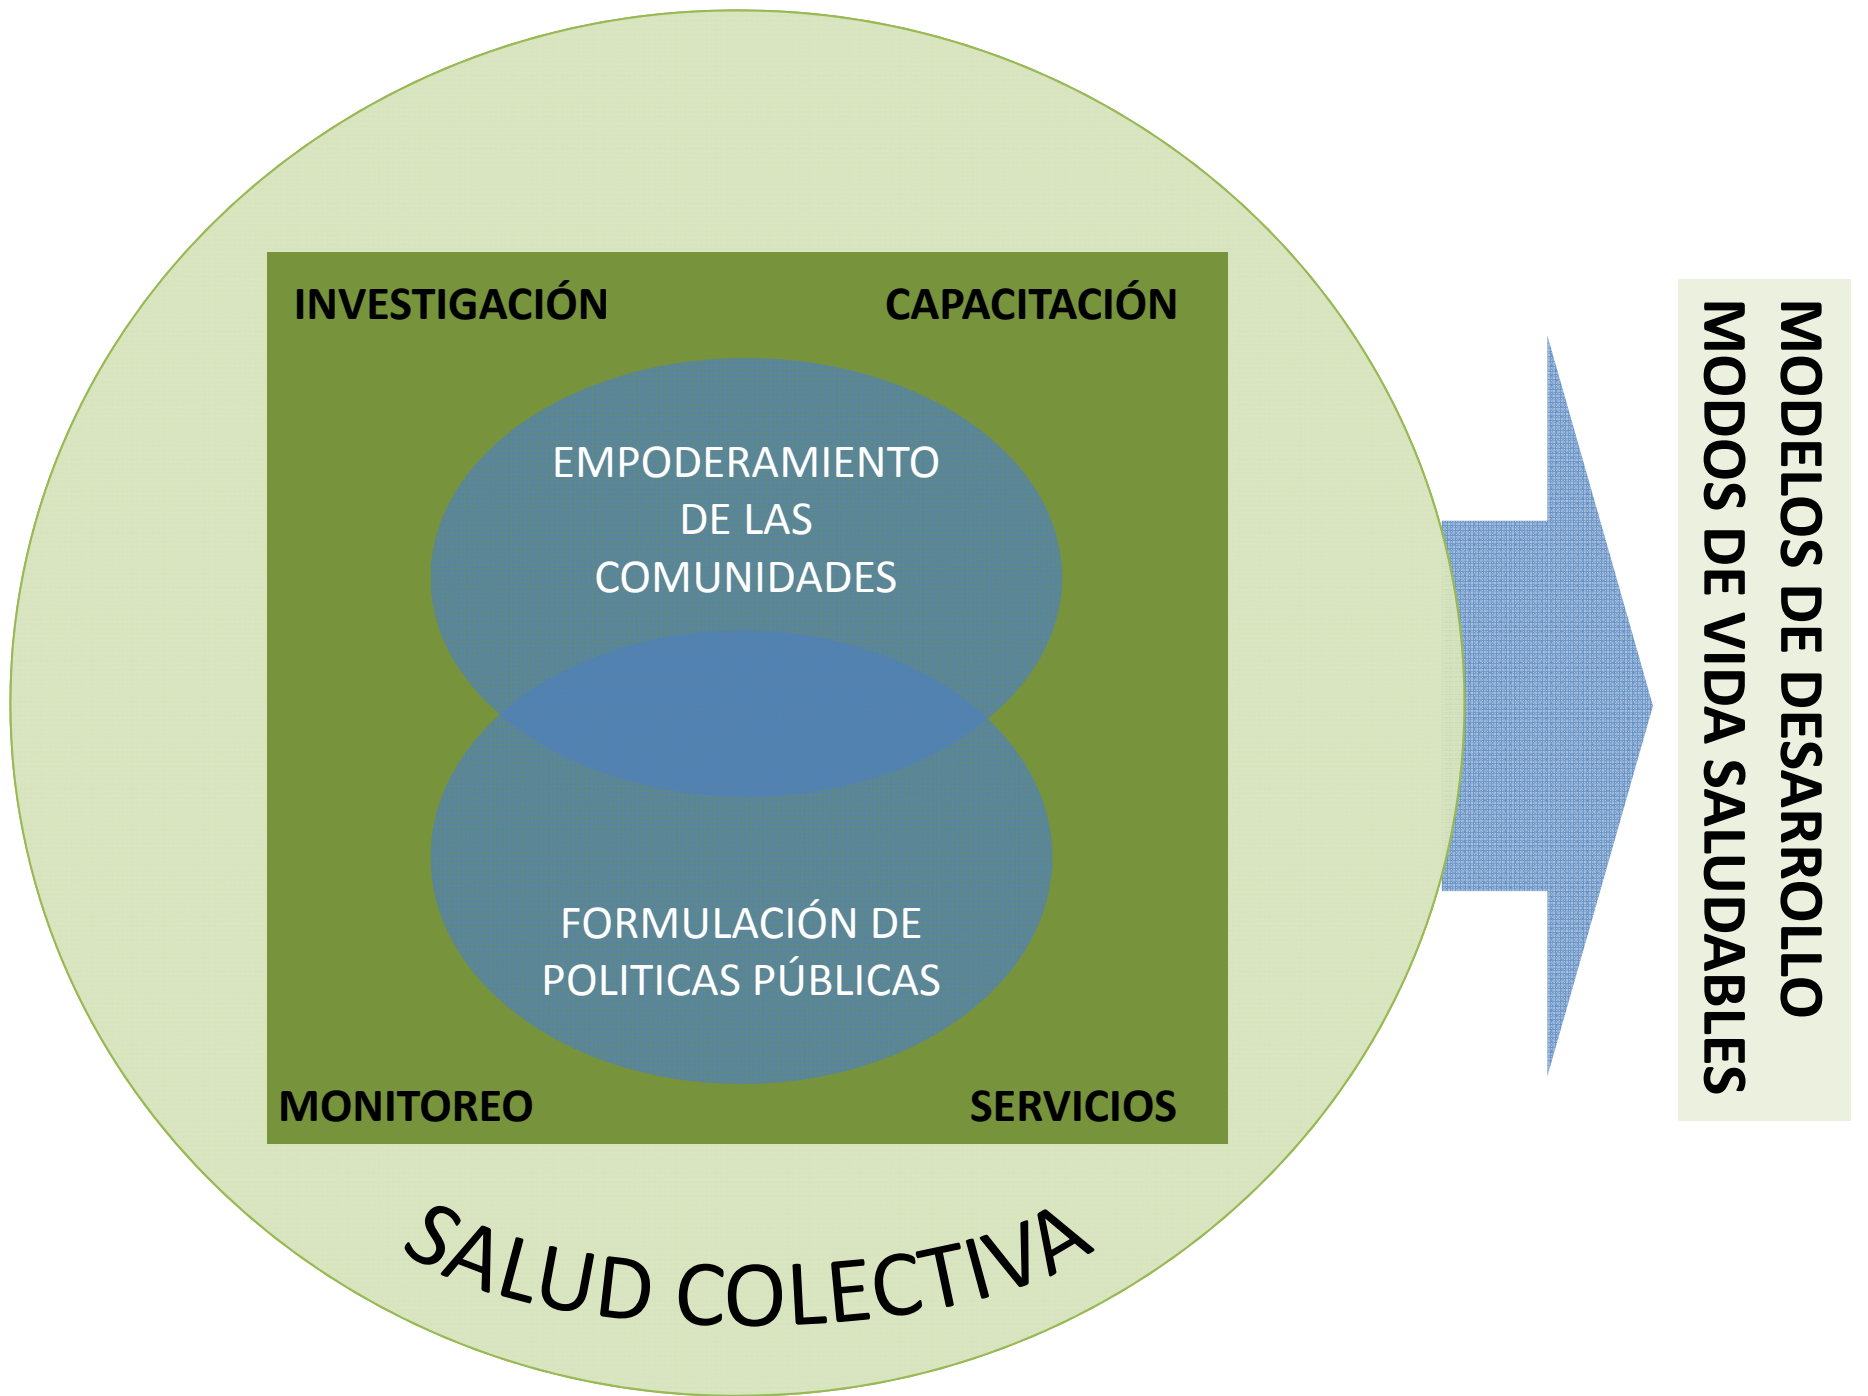 INVESTIGACIÓN
CAPACITACIÓN
EMPODERAMIENTO
DE LAS
COMUNIDADES
FORMULACIÓN DE
POLITICAS PÚBLICAS
MONITOREO
SERVICIOS
SALUD COLECTIVA
MODELOS DE DESARROLLO
MODOS DE VIDA SALUDABLES